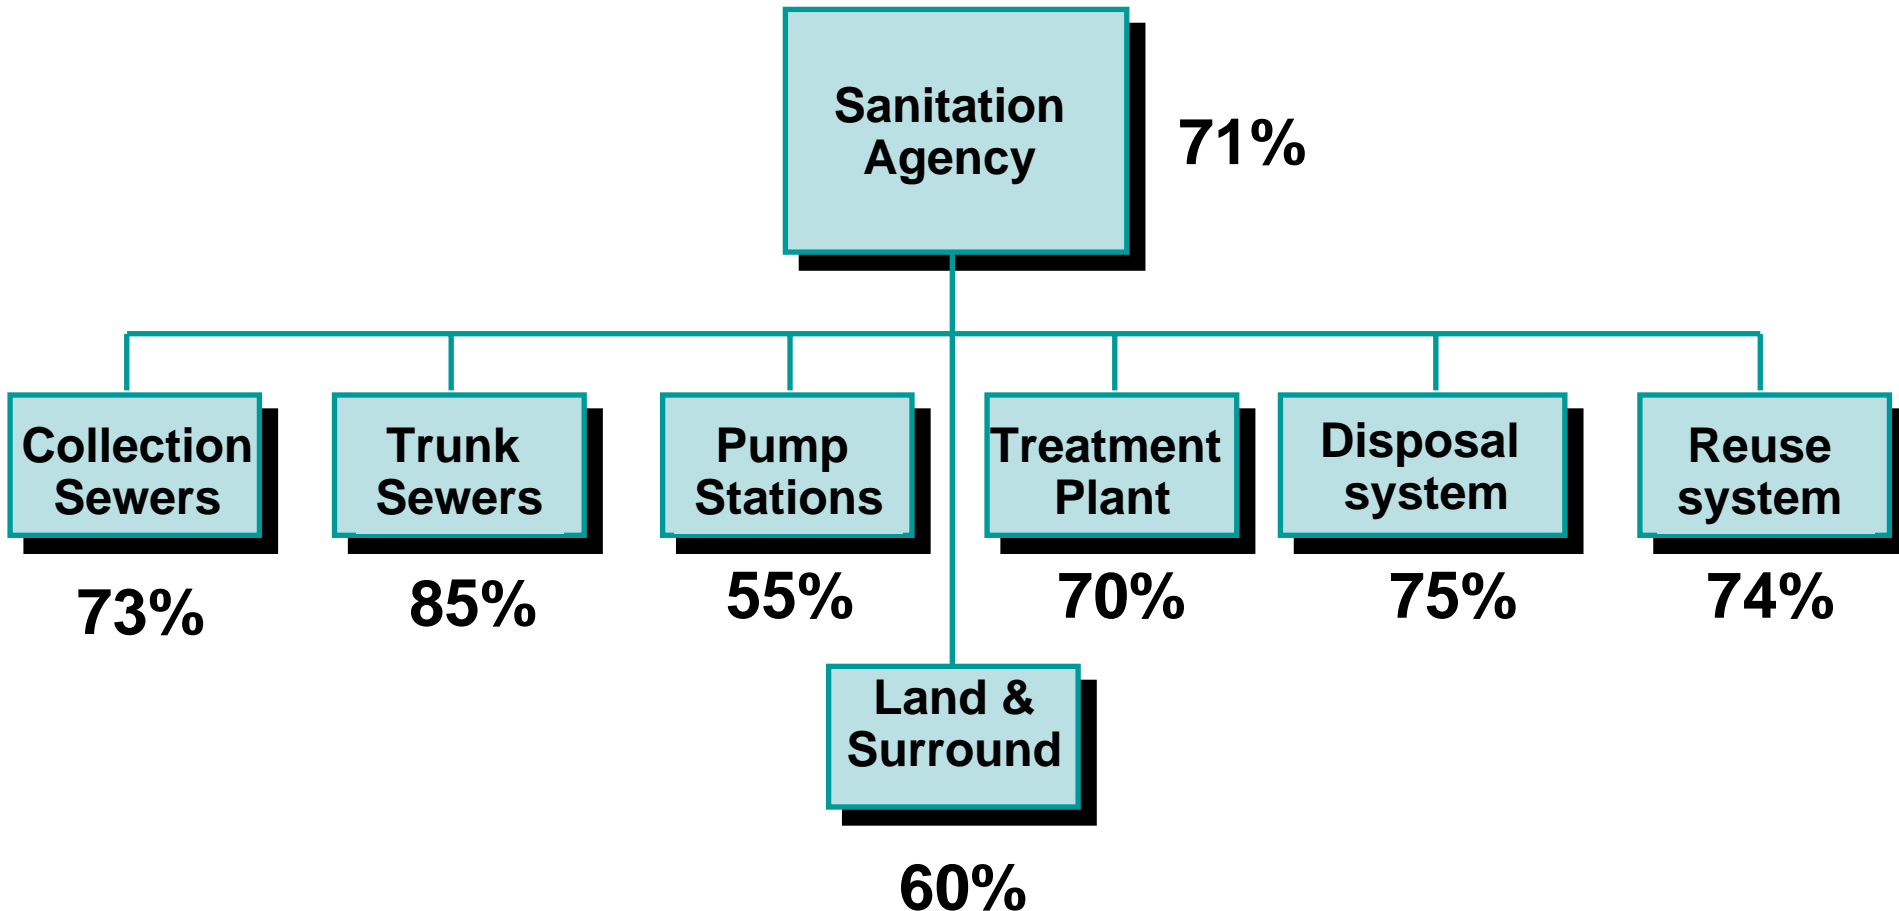 Sanitation
Agency
71%
Collection
Sewers
73%
Trunk
Sewers
85%
Pump
Stations
55%
Treatment
Plant
70%
Disposal
system
75%
Reuse
system
74%
Land &
Surround
60%